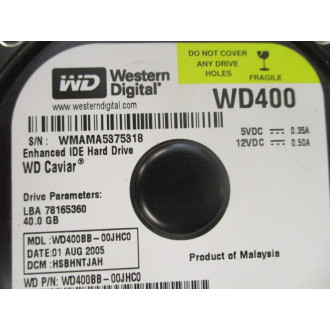 WD Western Digital®
www.westerndigital.com
DO NOT COVER
ANY DRIVE
HOLES
FRAGILE
WD400
S/N: WMAMA5375318
Enhanced IDE Hard Drive
WD Caviar®
5VDC 0.35A
12VDC 0.50A
Drive Parameters:
LBA 78165360
40.0 GB
MDL: WD400BB-00JHC0
DATE: 01 AUG 2005
DCM: HSBHNTJAH
Product of Malaysia
WD P/N: WD400BB-00JHC0